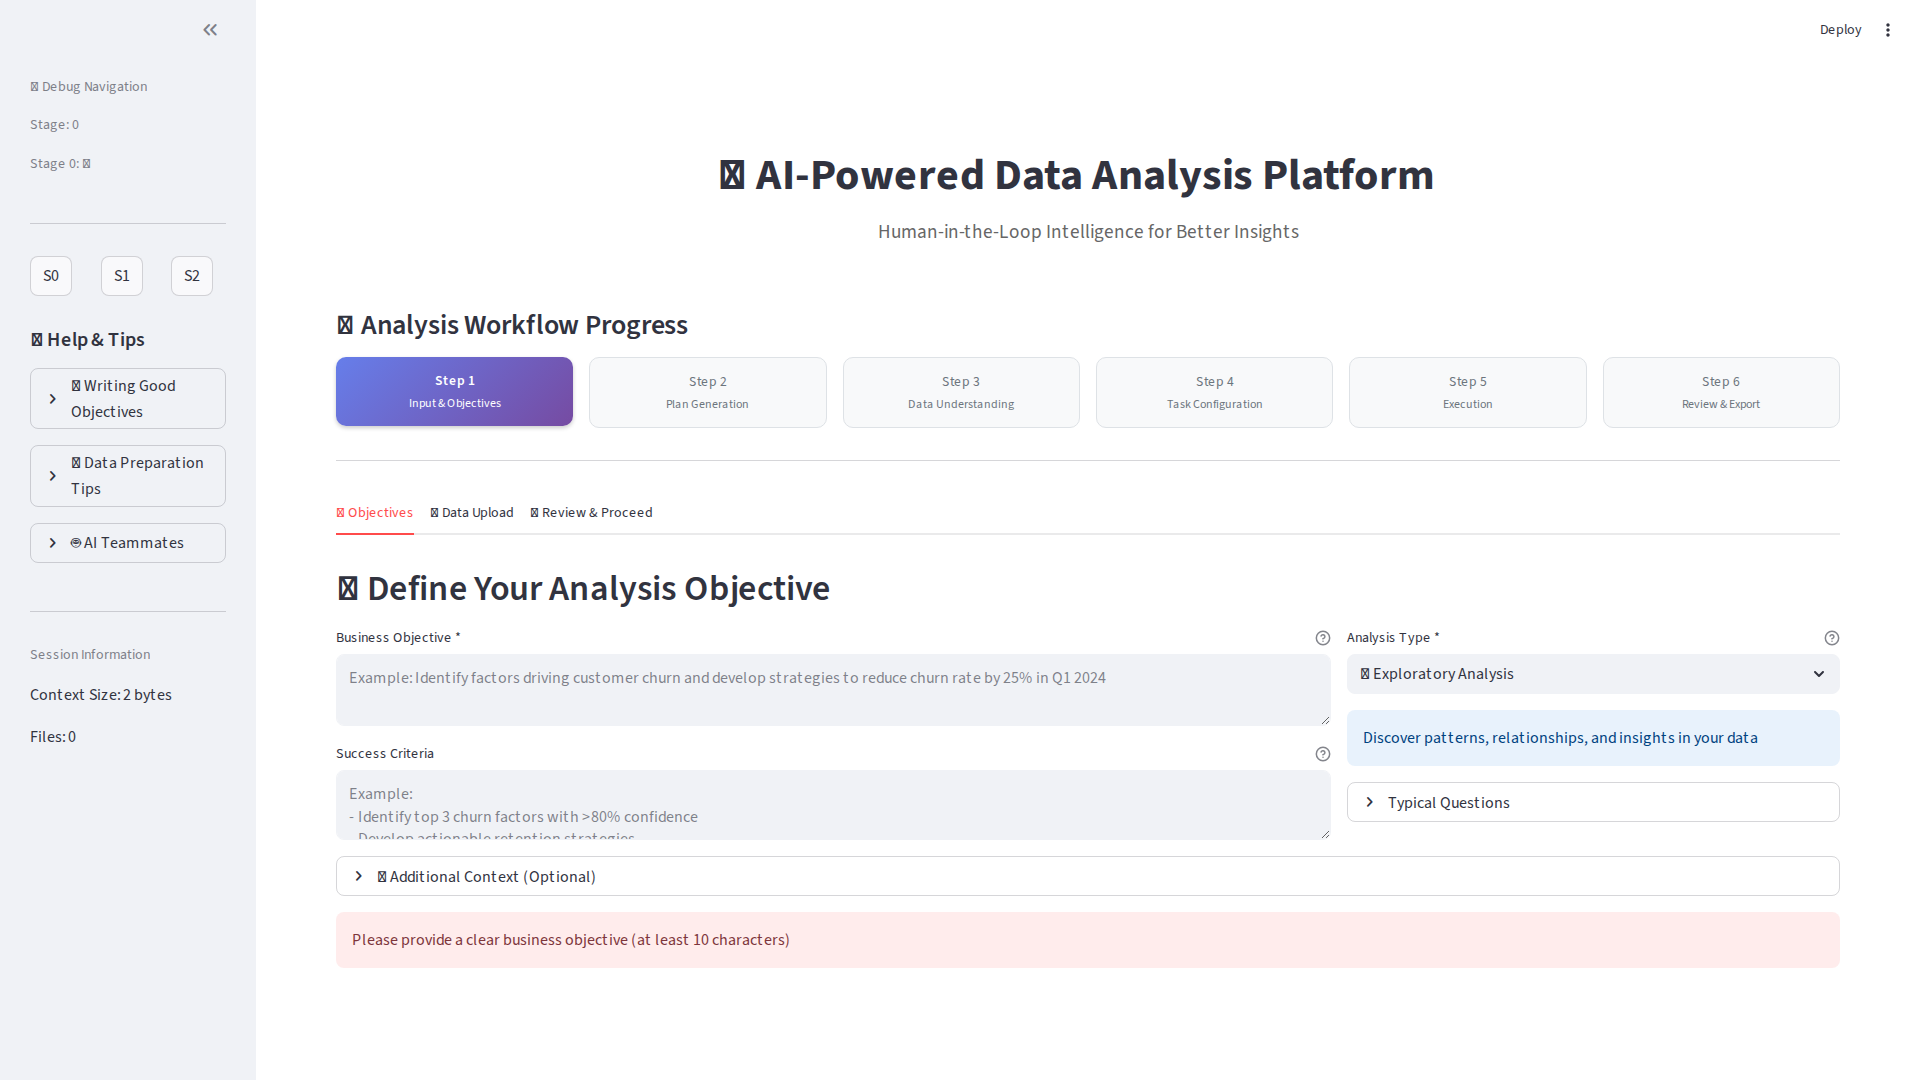 Debug Navigation
Stage: 0
Stage 0:
S0
S1
S2
Help & Tips
Writing Good
Objectives
Data Preparation
Tips
AI Teammates
Session Information
Context Size: 2 bytes
Files: 0
Deploy
AI-Powered Data Analysis Platform
Human-in-the-Loop Intelligence for Better Insights
Analysis Workflow Progress
Step 1
Input & Objectives
Step 2
Plan Generation
Step 3
Data Understanding
Step 4
Task Configuration
Step 5
Execution
Step 6
Review & Export
Objectives
Data Upload
Review & Proceed
Define Your Analysis Objective
Business Objective *
Example: Identify factors driving customer churn and develop strategies to reduce churn rate by 25% in Q1 2024
Success Criteria
Example:
- Identify top 3 churn factors with >80% confidence
- Develop actionable retention strategies
Analysis Type *
Exploratory Analysis
Discover patterns, relationships, and insights in your data
Typical Questions
Additional Context (Optional)
Please provide a clear business objective (at least 10 characters)